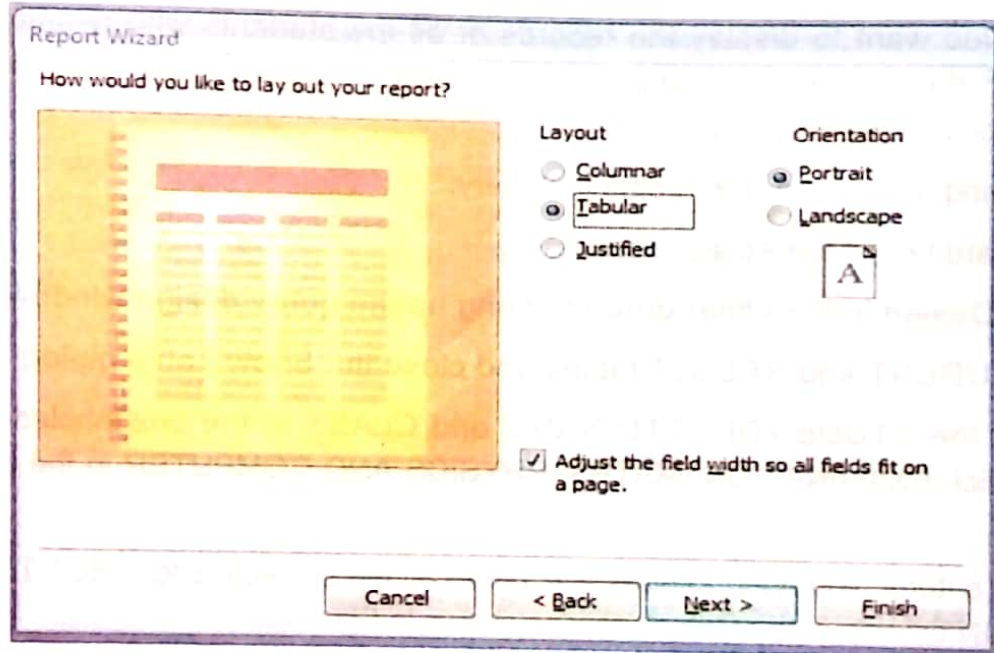 Report Wizard
How would you like to lay out your report?
Layout
Columnar
Tabular
Justified
Orientation
Portrait
Landscape
A
Adjust the field width so all fields fit on
a page.
Cancel
< Back
Next >
Finish